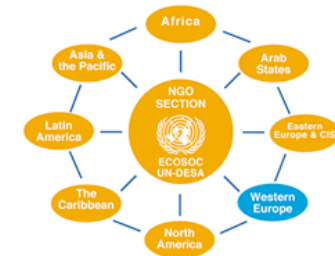 Africa
Asia &
the Pacific
Arab
States
NGO
SECTION
ECOSOC
UN-DESA
Latin
America
Eastern
Europe & CIS
The
Caribbean
Western
Europe
North
America